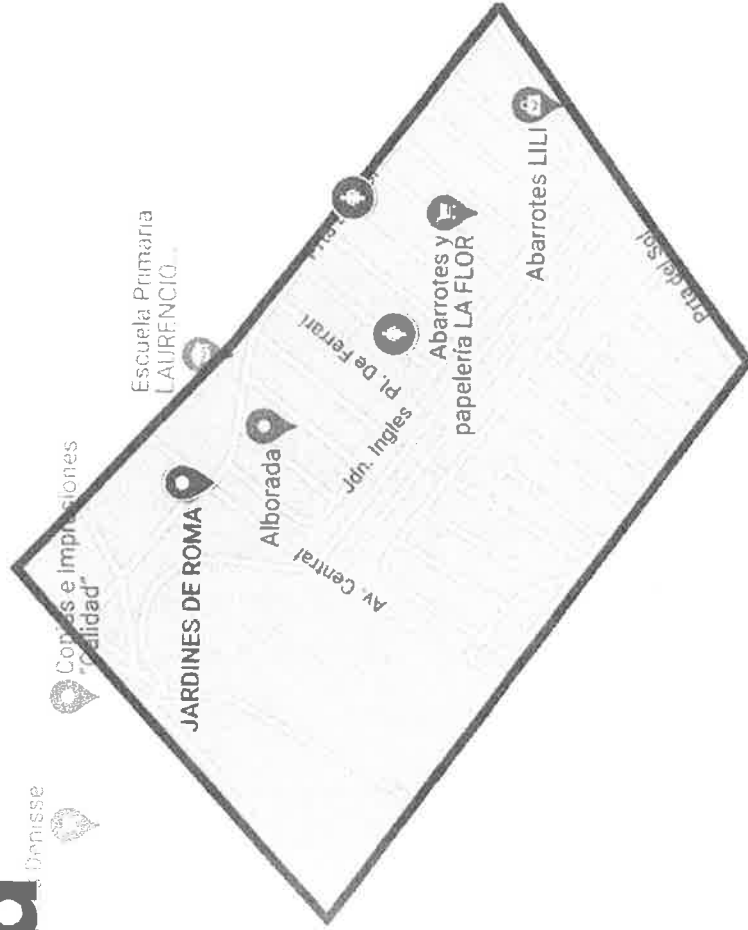 Denisse
Copias e Impresiones
"Calidad"
Escuela Primaria
LAURENCIO...
JARDINES DE ROMA
Alborada
Av. Central
Jdn. Ingles
Pl. De Ferrari
Abarrotes y
papelería LA FLOR
Abarrotes LILI
Prta del Sol